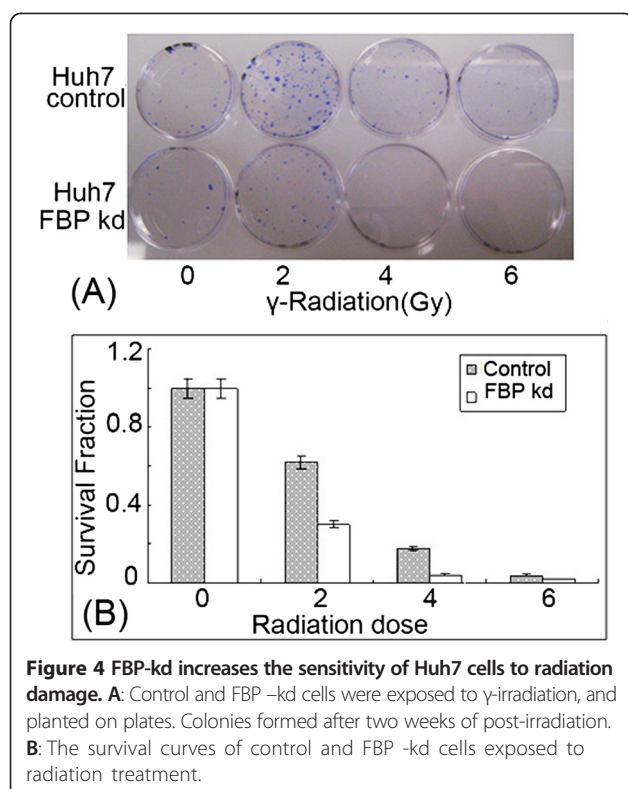 Huh7
control
Huh7
FBP kd
0 2 4 6
(A)
γ-Radiation(Gy)
1.2
0.8
0.4
0
Survival Fraction
Control
FBP kd
0 2 4 6
(B)
Radiation dose
Figure 4 FBP-kd increases the sensitivity of Huh7 cells to radiation
damage. A: Control and FBP –kd cells were exposed to γ-irradiation, and
planted on plates. Colonies formed after two weeks of post-irradiation.
B: The survival curves of control and FBP -kd cells exposed to
radiation treatment.